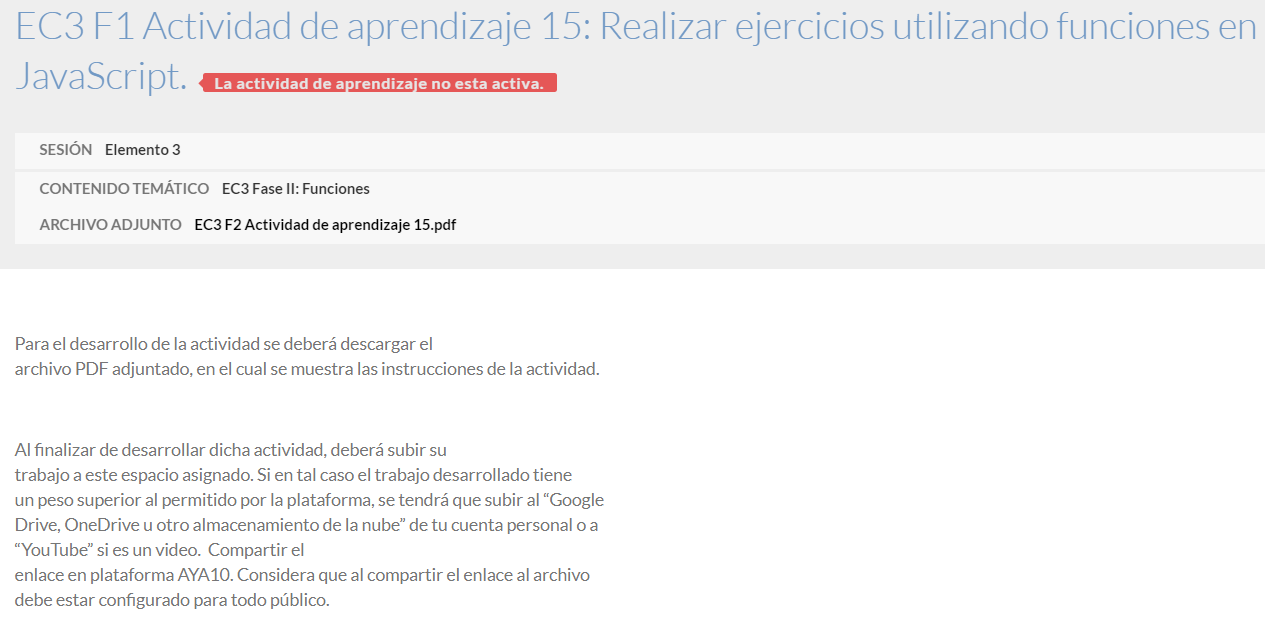 EC3 F1 Actividad de aprendizaje 15: Realizar ejercicios utilizando funciones en
JavaScript. La actividad de aprendizaje no esta activa.
SESIÓN Elemento 3
CONTENIDO TEMÁTICO EC3 Fase II: Funciones
ARCHIVO ADJUNTO EC3 F2 Actividad de aprendizaje 15.pdf
Para el desarrollo de la actividad se deberá descargar el
archivo PDF adjuntado, en el cual se muestra las instrucciones de la actividad.
Al finalizar de desarrollar dicha actividad, deberá subir su
trabajo a este espacio asignado. Si en tal caso el trabajo desarrollado tiene
un peso superior al permitido por la plataforma, se tendrá que subir al “Google
Drive, OneDrive u otro almacenamiento de la nube” de tu cuenta personal o a
“YouTube” si es un video. Compartir el
enlace en plataforma AYA10. Considera que al compartir el enlace al archivo
debe estar configurado para todo público.